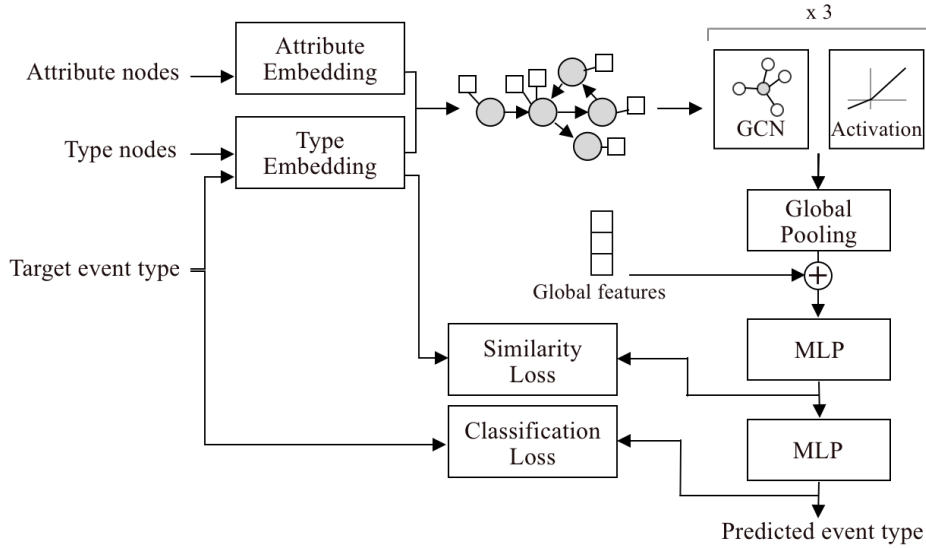 x 3
Attribute
Embedding
Attribute nodes
GCN
Activation
Type nodes
Type
Embedding
Global
Pooling
Target event type
+
Global features
Similarity
Loss
MLP
Classification
Loss
MLP
Predicted event type